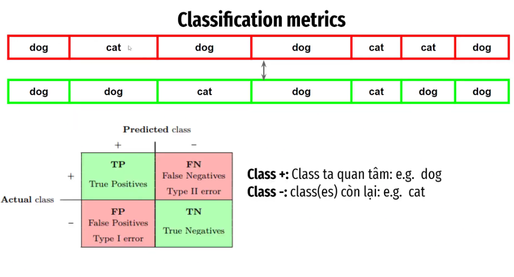 Classification metrics
dog cat dog dog cat cat dog
dog dog cat dog cat dog dog
Predicted class
+ −
TP FN
+ True Positives False Negatives
Type II error
Actual class
FP TN
− False Positives True Negatives
Type I error
Class +: Class ta quan tâm: e.g. dog
Class -: class(es) còn lại: e.g. cat